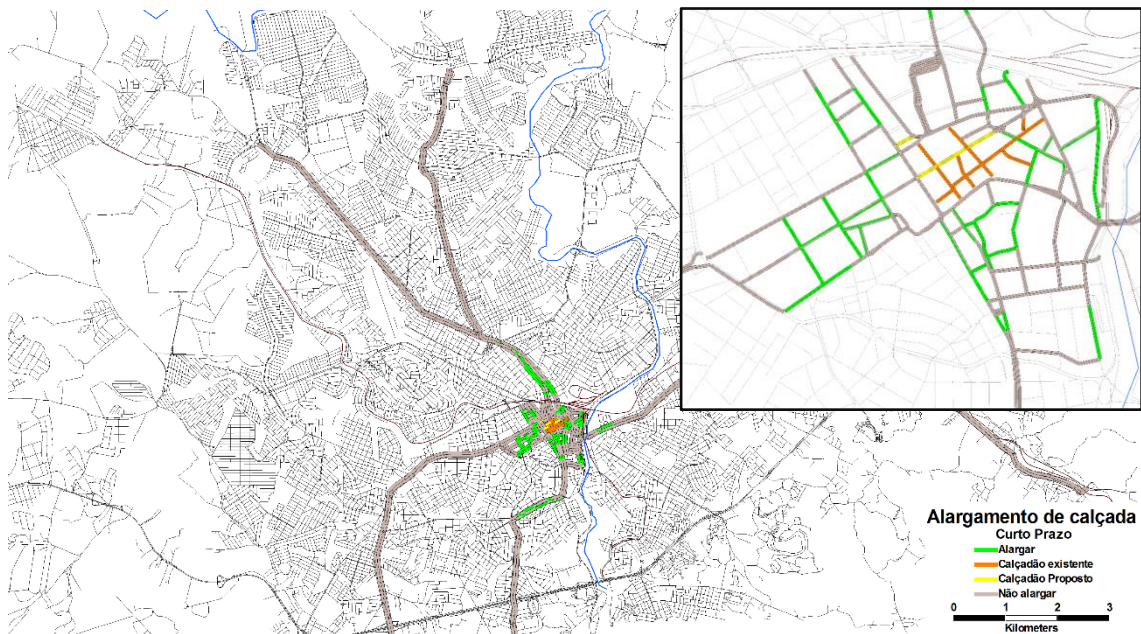 Alargamento de calçada
Curto Prazo
Alargar
Calçadão existente
Calçadão Proposto
Não alargar
0 1 2 3
Kilometers